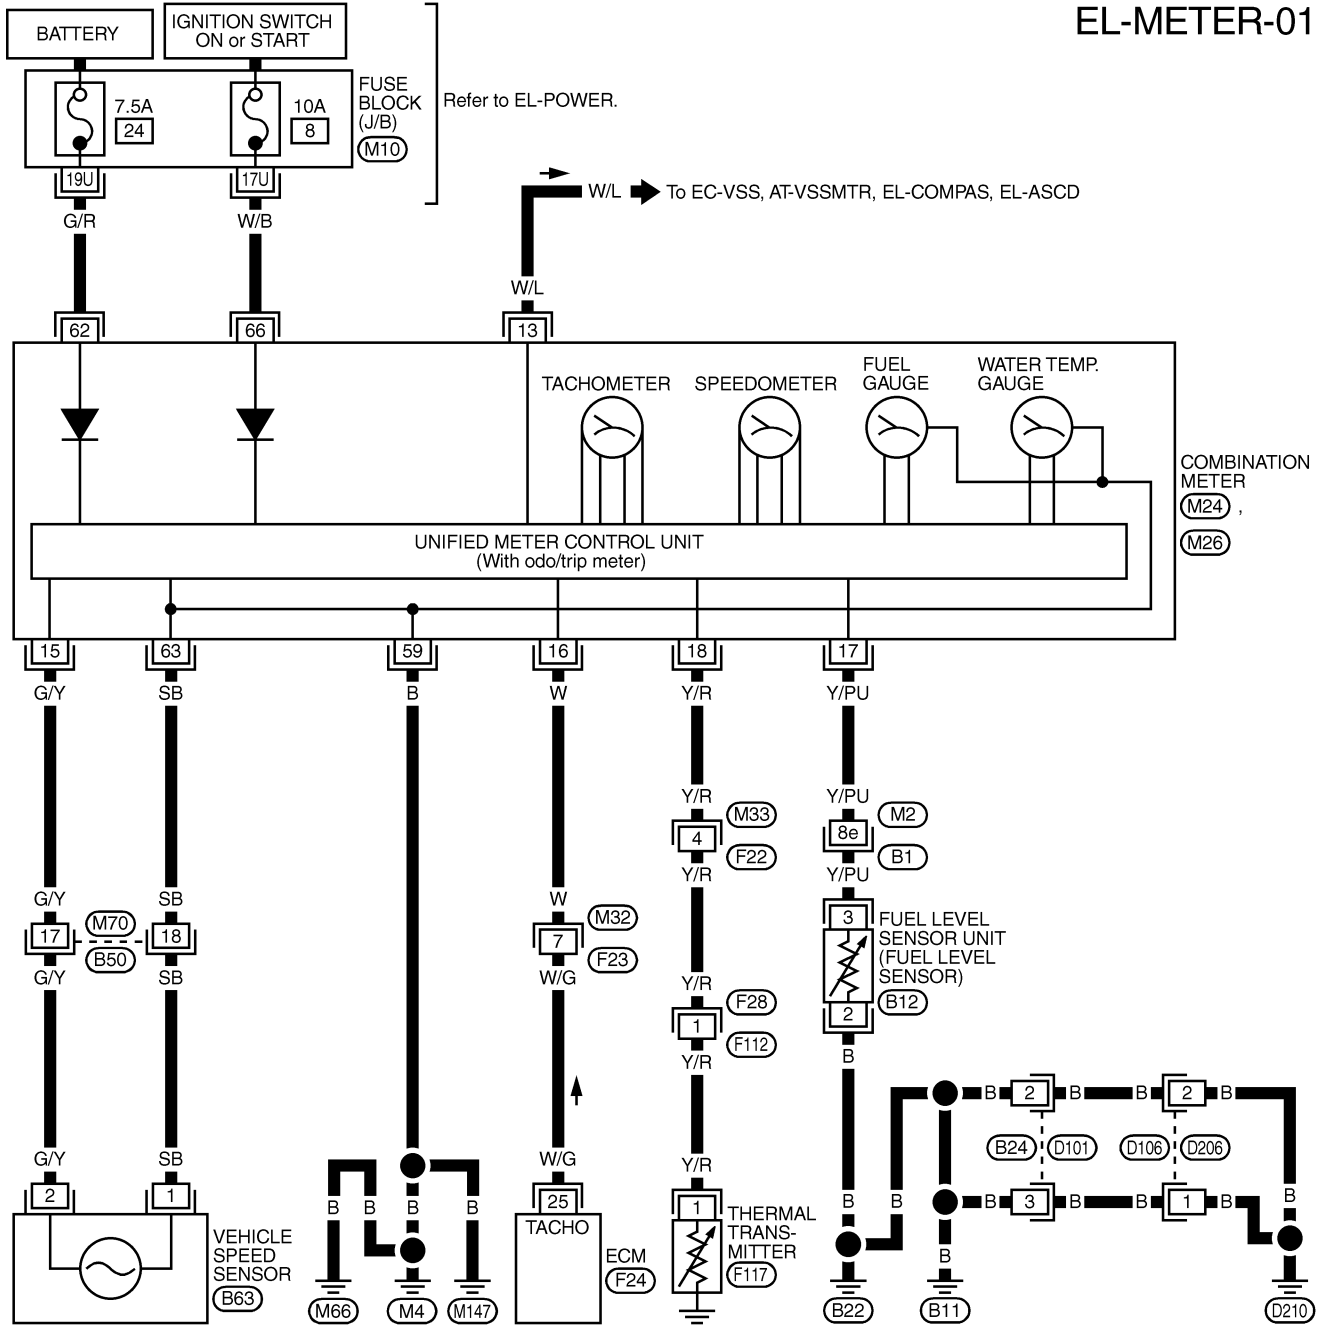 EL-METER-01
BATTERY
IGNITION SWITCH
ON or START
7.5A
24
10A
8
FUSE
BLOCK
(J/B)
M10
Refer to EL-POWER.
19U
17U
G/R
W/B
W/L
To EC-VSS, AT-VSSMTR, EL-COMPAS, EL-ASCD
W/L
62
66
13
TACHOMETER
SPEEDOMETER
FUEL
GAUGE
WATER TEMP.
GAUGE
COMBINATION
METER
M24 ,
M26
UNIFIED METER CONTROL UNIT
(With odo/trip meter)
15
63
59
16
18
17
G/Y
SB
B
W
Y/R
Y/PU
Y/R
Y/PU
M33
4
F22
Y/R
M2
8e
B1
Y/PU
G/Y
SB
W
17
M70
B50
18
G/Y
SB
M32
7
F23
W/G
3
FUEL LEVEL
SENSOR UNIT
(FUEL LEVEL
SENSOR)
B12
2
B
Y/R
F28
1
F112
Y/R
B
2
B
B
2
B
B24
D101
D106
D206
B
3
B
B
1
B
G/Y
SB
W/G
Y/R
2
1
25
1
B
B
B
B
B
B
B
B
VEHICLE
SPEED
SENSOR
B63
TACHO
ECM
F24
THERMAL
TRANS-
MITTER
F117
M66
M4
M147
B22
B11
D210